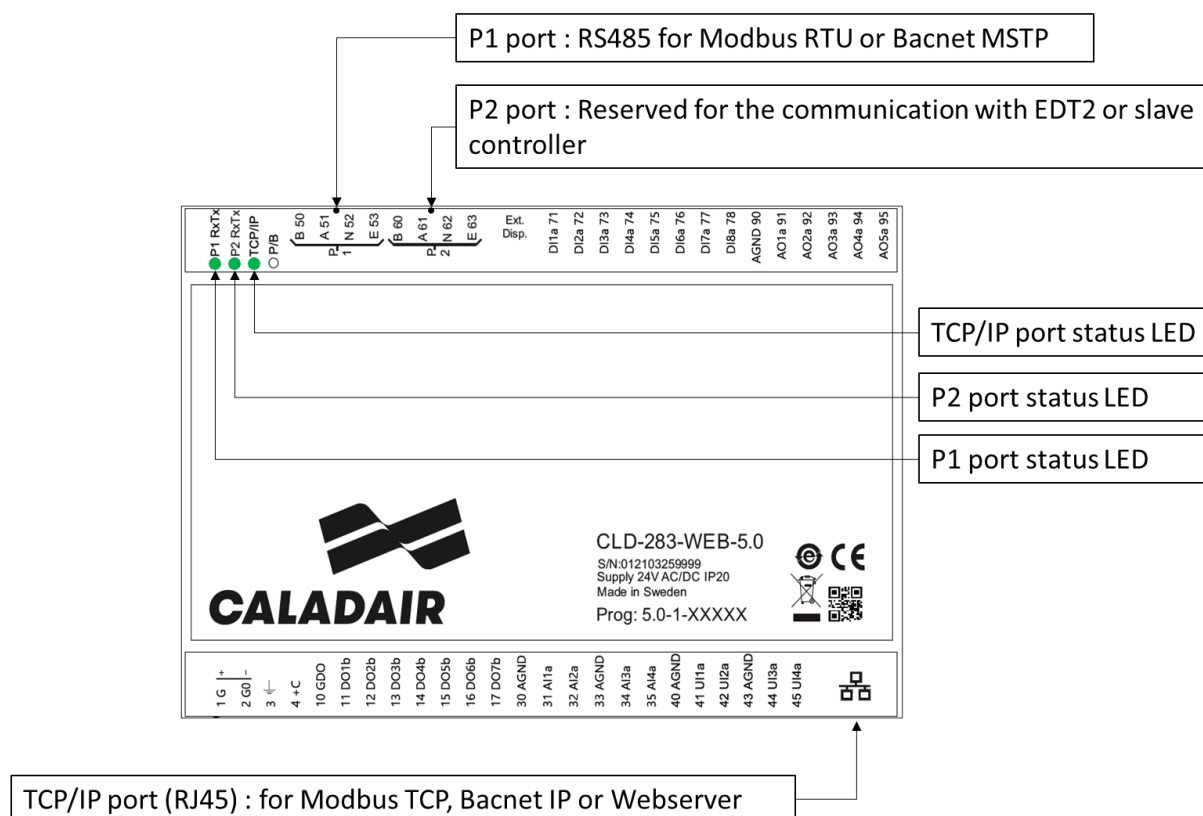 P1 port : RS485 for Modbus RTU or Bacnet MSTP
P2 port : Reserved for the communication with EDT2 or slave
controller
P1 RxTx
P2 RxTx
TCP/IP
P/B
B 50
A 51
N 52
E 53
P
1
B 60
A 61
N 62
E 63
P
2
Ext.
Disp.
DI1a 71
DI2a 72
DI3a 73
DI4a 74
DI5a 75
DI6a 76
DI7a 77
DI8a 78
AGND 90
AO1a 91
AO2a 92
AO3a 93
AO4a 94
AO5a 95
TCP/IP port status LED
P2 port status LED
P1 port status LED
CALADAIR
CLD-283-WEB-5.0
S/N:012103259999
Supply 24V AC/DC IP20
Made in Sweden
Prog: 5.0-1-XXXXX
e
CE
1 G +
2 G0 -
3
4 +C
10 GDO
11 DO1b
12 DO2b
13 DO3b
14 DO4b
15 DO5b
16 DO6b
17 DO7b
30 AGND
31 AI1a
32 AI2a
33 AGND
34 AI3a
35 AI4a
40 AGND
41 UI1a
42 UI2a
43 AGND
44 UI3a
45 UI4a
TCP/IP port (RJ45) : for Modbus TCP, Bacnet IP or Webserver